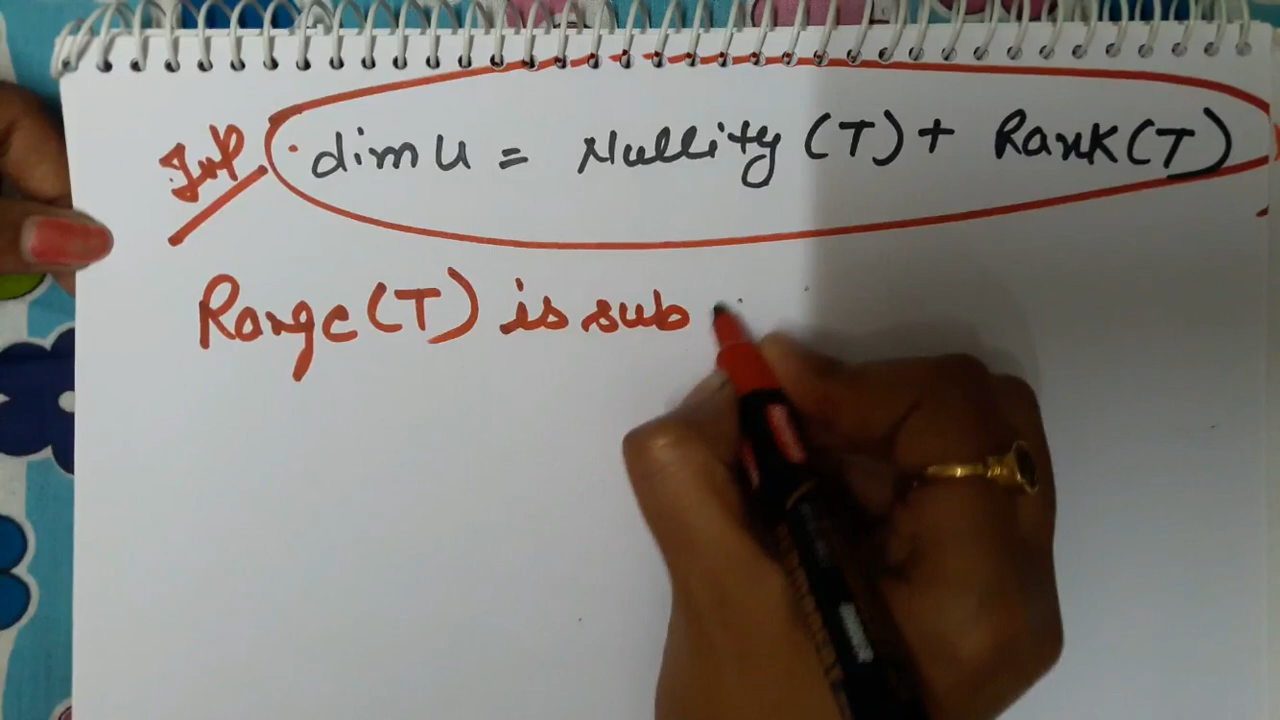 Imp dim U = Nullity (T) + Rank (T)
Range (T) is sub